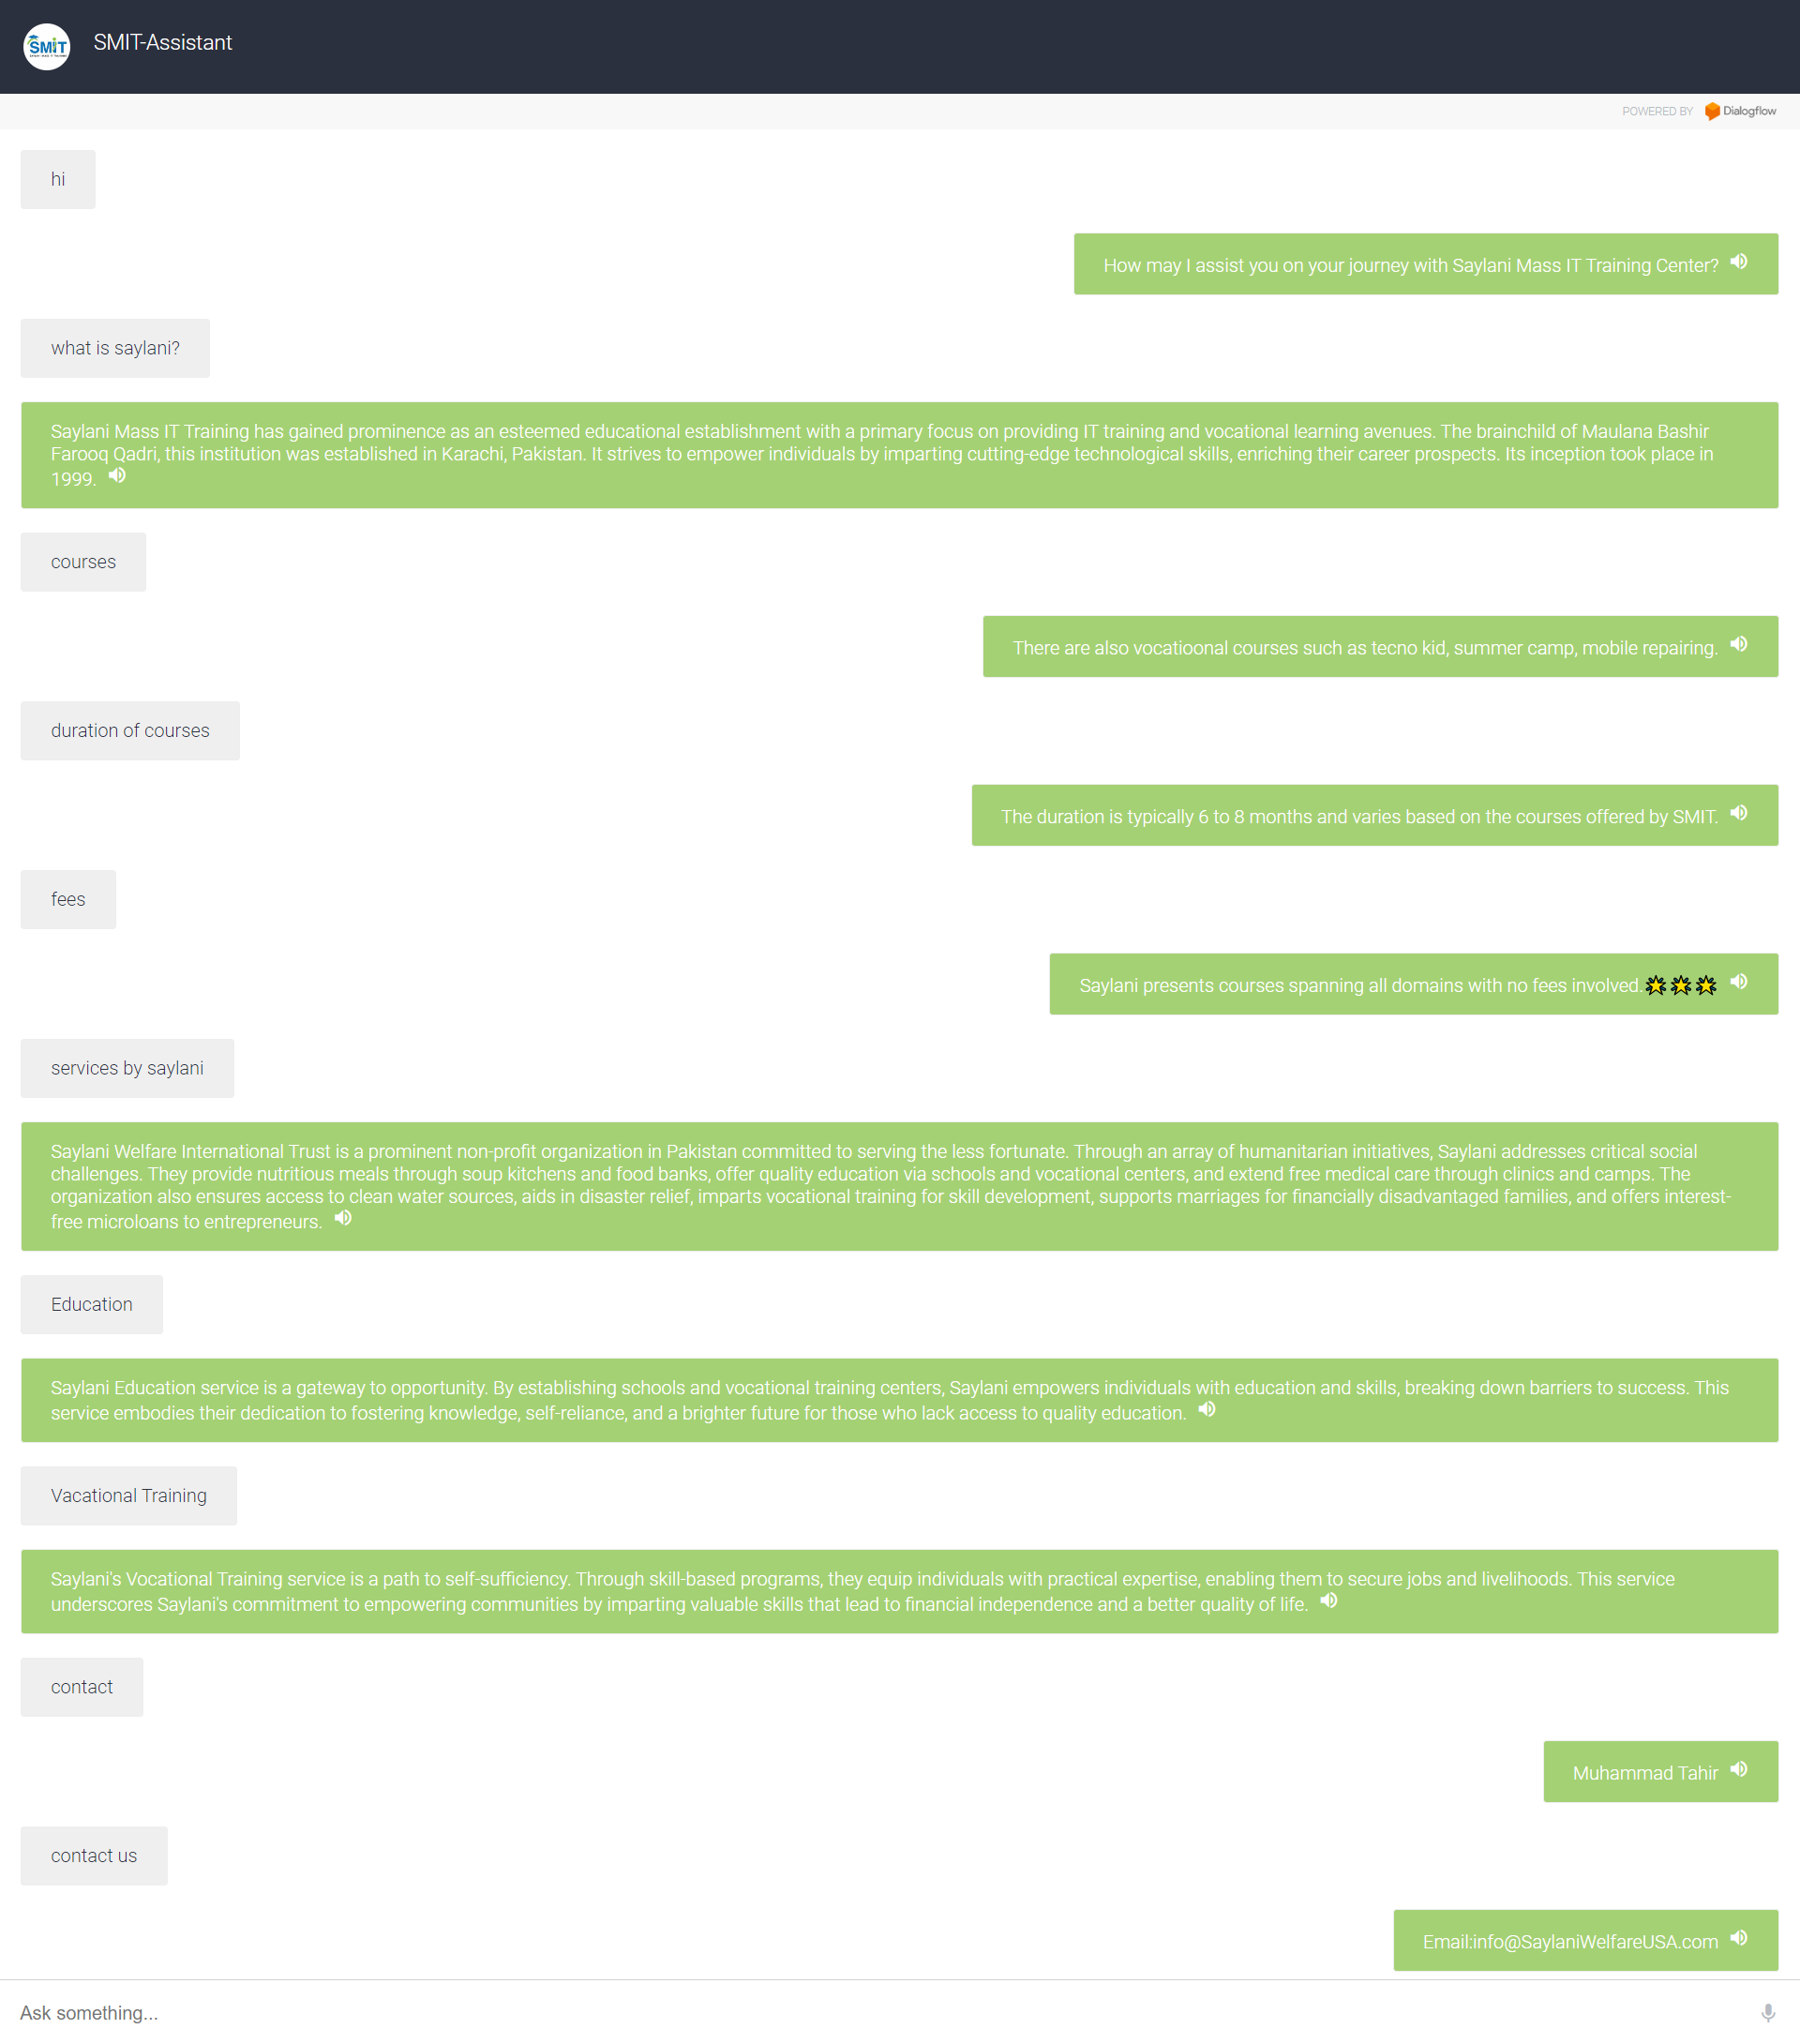 SMIT
SMIT-Assistant
POWERED BY Dialogflow
hi
How may I assist you on your journey with Saylani Mass IT Training Center?
what is saylani?
Saylani Mass IT Training has gained prominence as an esteemed educational establishment with a primary focus on providing IT training and vocational learning avenues. The brainchild of Maulana Bashir
Farooq Qadri, this institution was established in Karachi, Pakistan. It strives to empower individuals by imparting cutting-edge technological skills, enriching their career prospects. Its inception took place in
1999.
courses
There are also vocatioonal courses such as tecno kid, summer camp, mobile repairing.
duration of courses
The duration is typically 6 to 8 months and varies based on the courses offered by SMIT.
fees
Saylani presents courses spanning all domains with no fees involved.🌟🌟🌟
services by saylani
Saylani Welfare International Trust is a prominent non-profit organization in Pakistan committed to serving the less fortunate. Through an array of humanitarian initiatives, Saylani addresses critical social
challenges. They provide nutritious meals through soup kitchens and food banks, offer quality education via schools and vocational centers, and extend free medical care through clinics and camps. The
organization also ensures access to clean water sources, aids in disaster relief, imparts vocational training for skill development, supports marriages for financially disadvantaged families, and offers interest-
free microloans to entrepreneurs.
Education
Saylani Education service is a gateway to opportunity. By establishing schools and vocational training centers, Saylani empowers individuals with education and skills, breaking down barriers to success. This
service embodies their dedication to fostering knowledge, self-reliance, and a brighter future for those who lack access to quality education.
Vacational Training
Saylani's Vocational Training service is a path to self-sufficiency. Through skill-based programs, they equip individuals with practical expertise, enabling them to secure jobs and livelihoods. This service
underscores Saylani's commitment to empowering communities by imparting valuable skills that lead to financial independence and a better quality of life.
contact
Muhammad Tahir
contact us
Email:info@SaylaniWelfareUSA.com
Ask something...